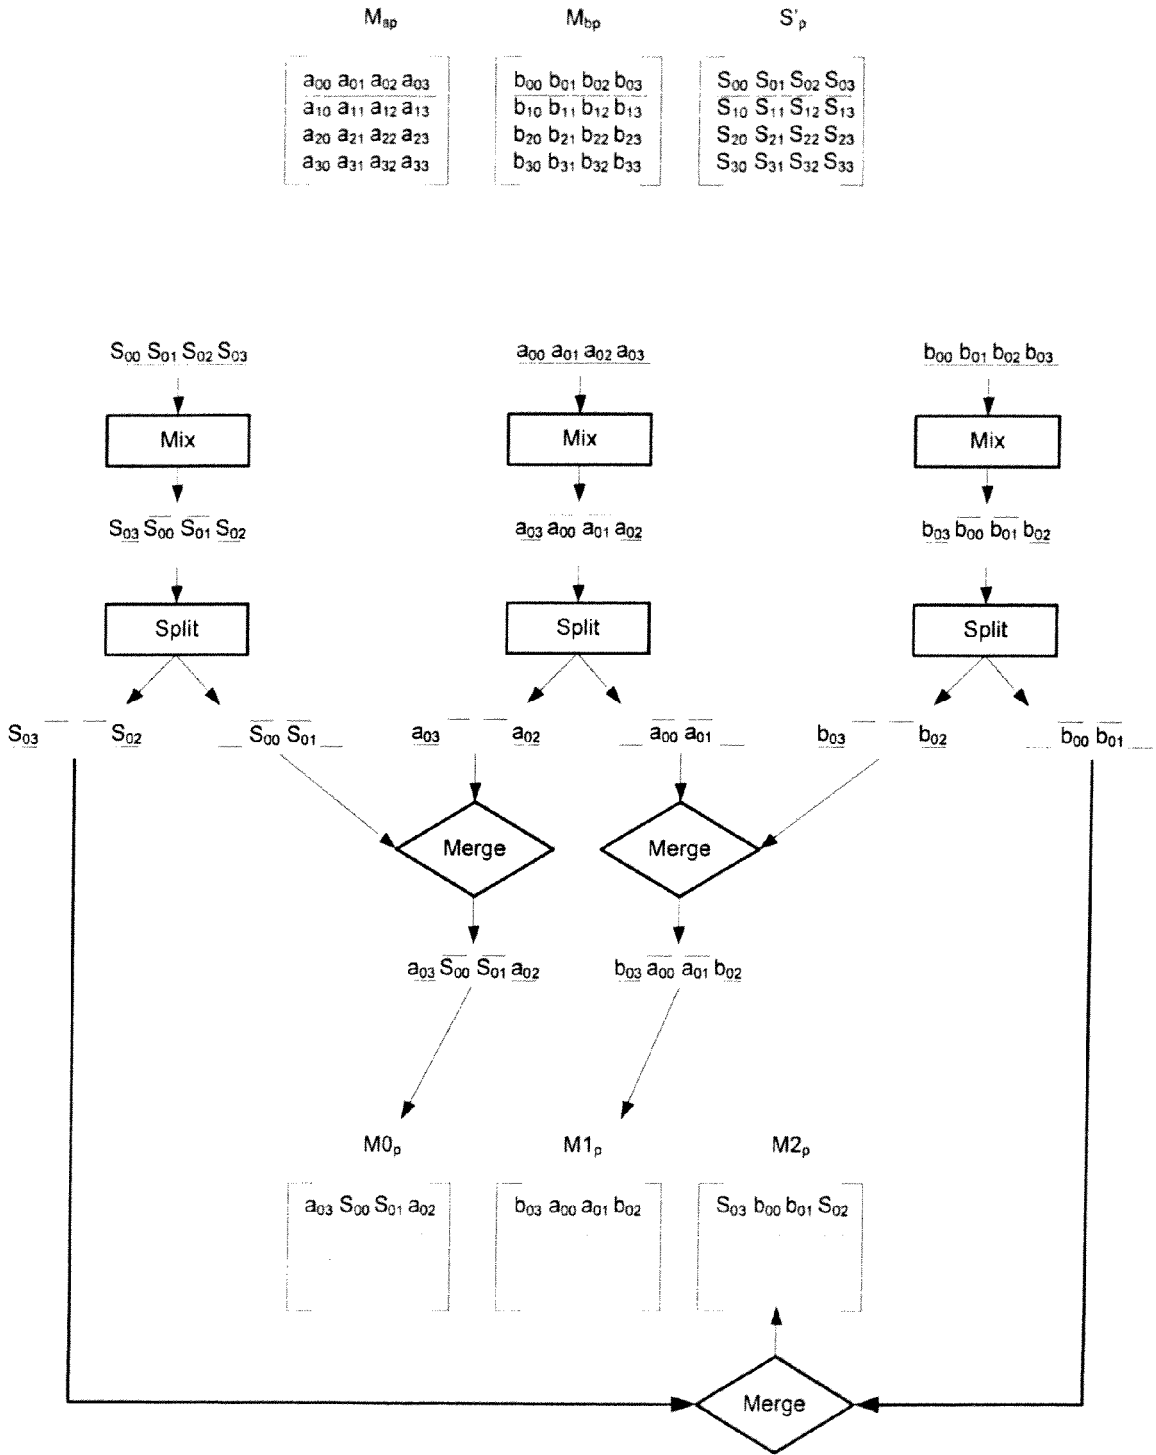 Mₐₚ M_bp S'ₚ
a₀₀ a₀₁ a₀₂ a₀₃ b₀₀ b₀₁ b₀₂ b₀₃ S₀₀ S₀₁ S₀₂ S₀₃
a₁₀ a₁₁ a₁₂ a₁₃ b₁₀ b₁₁ b₁₂ b₁₃ S₁₀ S₁₁ S₁₂ S₁₃
a₂₀ a₂₁ a₂₂ a₂₃ b₂₀ b₂₁ b₂₂ b₂₃ S₂₀ S₂₁ S₂₂ S₂₃
a₃₀ a₃₁ a₃₂ a₃₃ b₃₀ b₃₁ b₃₂ b₃₃ S₃₀ S₃₁ S₃₂ S₃₃
S₀₀ S₀₁ S₀₂ S₀₃ a₀₀ a₀₁ a₀₂ a₀₃ b₀₀ b₀₁ b₀₂ b₀₃
Mix Mix Mix
S₀₃ S₀₀ S₀₁ S₀₂ a₀₃ a₀₀ a₀₁ a₀₂ b₀₃ b₀₀ b₀₁ b₀₂
Split Split Split
S₀₃ S₀₂ S₀₀ S₀₁ a₀₃ a₀₂ a₀₀ a₀₁ b₀₃ b₀₂ b₀₀ b₀₁
Merge Merge
a₀₃ S₀₀ S₀₁ a₀₂ b₀₃ a₀₀ a₀₁ b₀₂
M0ₚ M1ₚ M2ₚ
a₀₃ S₀₀ S₀₁ a₀₂ b₀₃ a₀₀ a₀₁ b₀₂ S₀₃ b₀₀ b₀₁ S₀₂
Merge